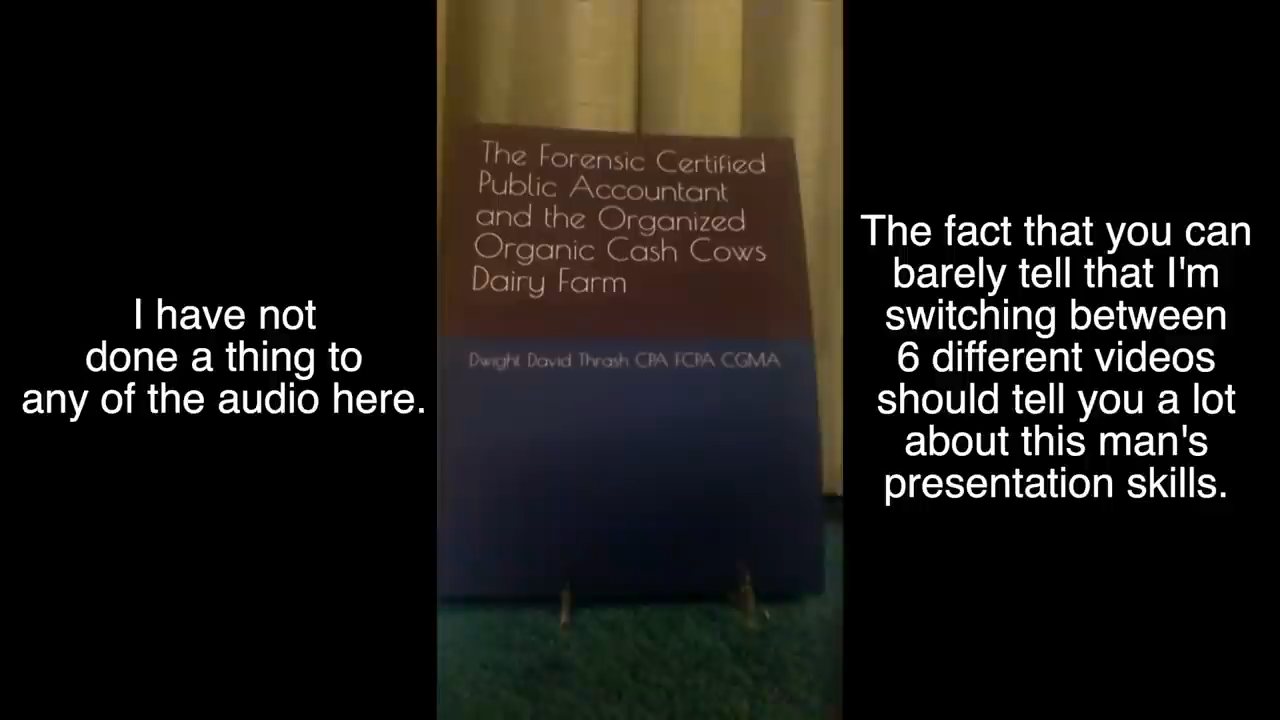 I have not
done a thing to
any of the audio here.
The Forensic Certified
Public Accountant
and the Organized
Organic Cash Cows
Dairy Farm
Dwight David Thrash CPA FCPA CGMA
The fact that you can
barely tell that I'm
switching between
6 different videos
should tell you a lot
about this man's
presentation skills.